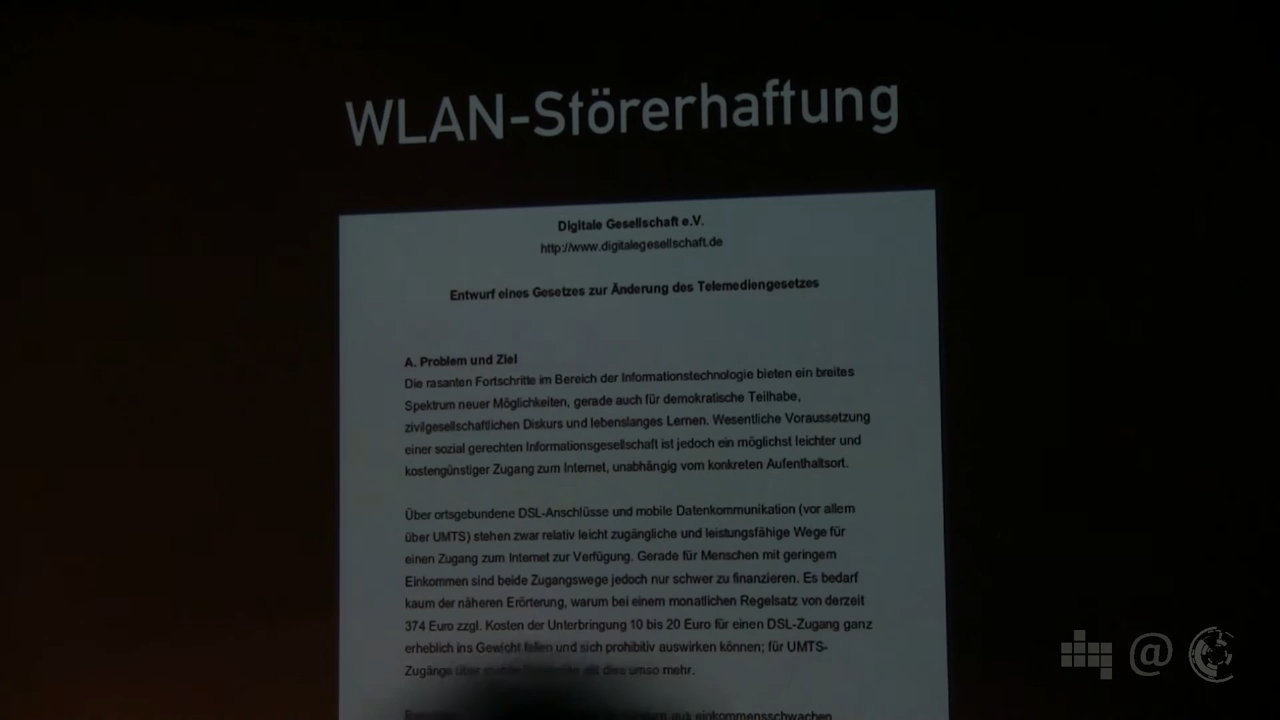 WLAN-Störerhaftung
Digitale Gesellschaft e.V.
http://www.digitalegesellschaft.de
Entwurf eines Gesetzes zur Änderung des Telemediengesetzes
A. Problem und Ziel
Die rasanten Fortschritte im Bereich der Informationstechnologie bieten ein breites
Spektrum neuer Möglichkeiten, gerade auch für demokratische Teilhabe,
zivilgesellschaftlichen Diskurs und lebenslanges Lernen. Wesentliche Voraussetzung
einer sozial gerechten Informationsgesellschaft ist jedoch ein möglichst leichter und
kostengünstiger Zugang zum Internet, unabhängig vom konkreten Aufenthaltsort.
Über ortsgebundene DSL-Anschlüsse und mobile Datenkommunikation (vor allem
über UMTS) stehen zwar relativ leicht zugängliche und leistungsfähige Wege für
einen Zugang zum Internet zur Verfügung. Gerade für Menschen mit geringem
Einkommen sind beide Zugangswege jedoch nur schwer zu finanzieren. Es bedarf
kaum der näheren Erörterung, warum bei einem monatlichen Regelsatz von derzeit
374 Euro zzgl. Kosten der Unterbringung 10 bis 20 Euro für einen DSL-Zugang ganz
erheblich ins Gewicht fallen und sich prohibitiv auswirken können; für UMTS-
Zugänge über dies umso mehr.
aus einkommensschwachen
@